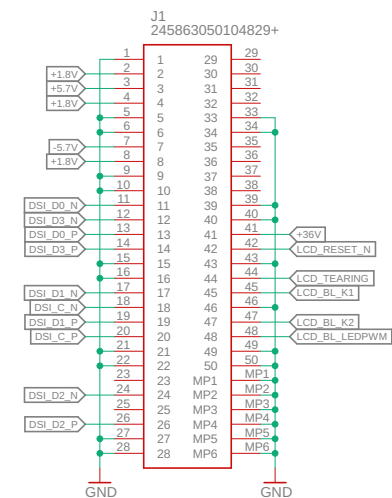 J1
245863050104829+
1 1 29 29
+1.8V 2 2 30 30
+5.7V 3 3 31 31
+1.8V 4 4 32 32
5 5 33 33
6 6 34 34
-5.7V 7 7 35 35
+1.8V 8 8 36 36
9 9 37 37
10 10 38 38
DSI_D0_N 11 11 39 39
DSI_D3_N 12 12 40 40
DSI_D0_P 13 13 41 41 +36V
DSI_D3_P 14 14 42 42 LCD_RESET_N
15 15 43 43
16 16 44 44 LCD_TEARING
DSI_D1_N 17 17 45 45 LCD_BL_K1
DSI_C_N 18 18 46 46
DSI_D1_P 19 19 47 47 LCD_BL_K2
DSI_C_P 20 20 48 48 LCD_BL_LEDPWM
21 21 49 49
22 22 50 50
23 23 MP1 MP1
DSI_D2_N 24 24 MP2 MP2
25 25 MP3 MP3
DSI_D2_P 26 26 MP4 MP4
27 27 MP5 MP5
28 28 MP6 MP6
GND GND